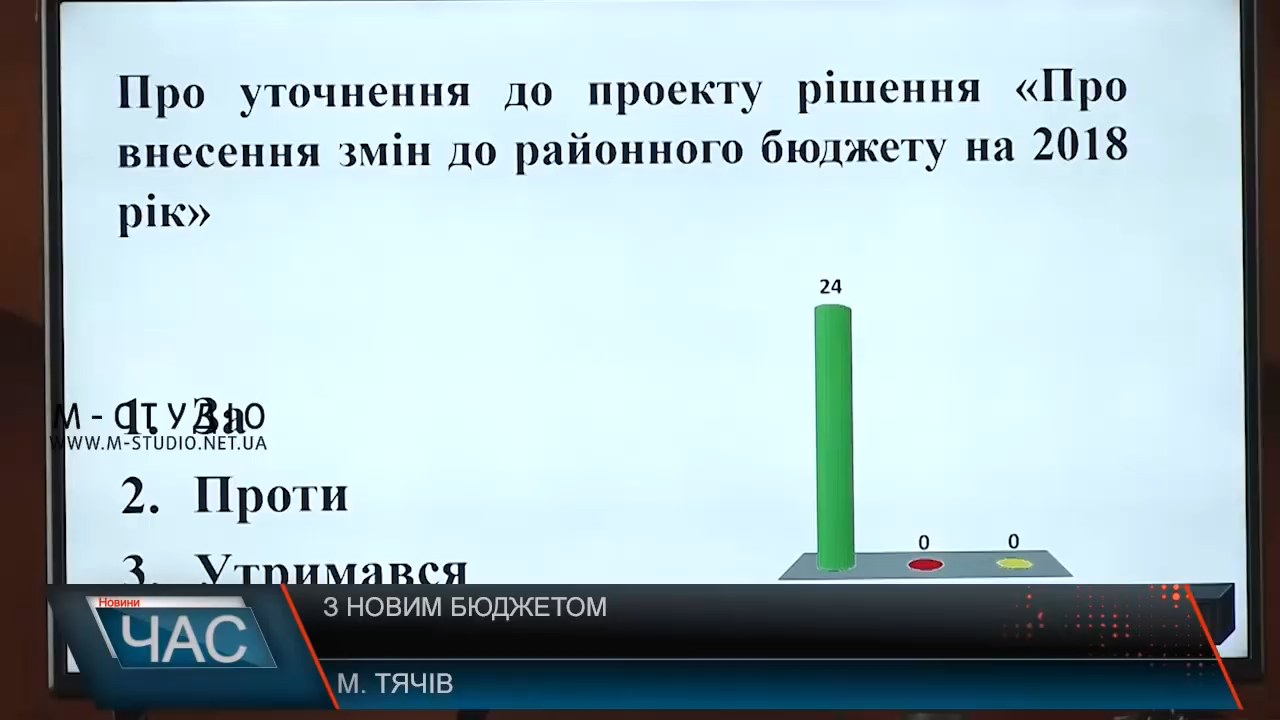 Про уточнення до проекту рішення «Про
внесення змін до районного бюджету на 2018
рік»
24
М-СТУДІО
WWW.M-STUDIO.NET.UA
1. За
2. Проти
3. Утримався
0
0
Новини
ЧАС
З НОВИМ БЮДЖЕТОМ
М. ТЯЧІВ